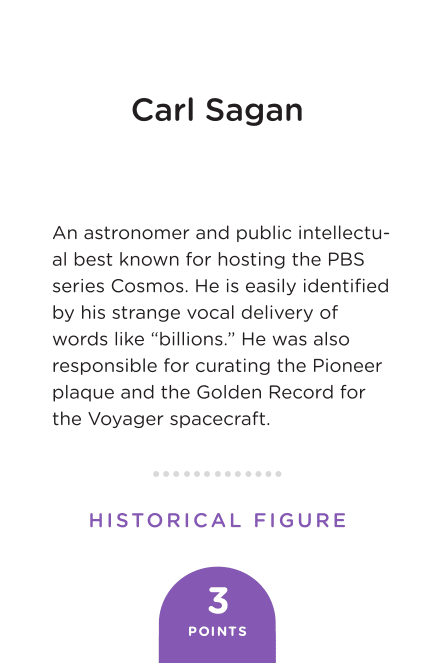 Carl Sagan
An astronomer and public intellectu-
al best known for hosting the PBS
series Cosmos. He is easily identified
by his strange vocal delivery of
words like “billions.” He was also
responsible for curating the Pioneer
plaque and the Golden Record for
the Voyager spacecraft.
HISTORICAL FIGURE
3
POINTS